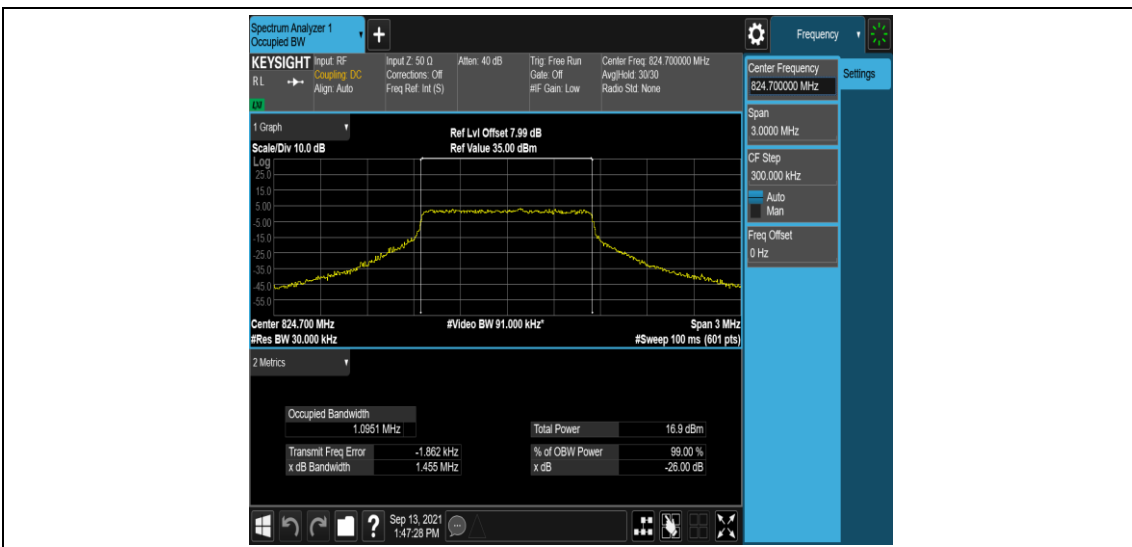 Spectrum Analyzer 1
Occupied BW
+
Frequency
KEYSIGHT
RL
LXI
Input: RF
Coupling: DC
Align: Auto
Input Z: 50 Ω
Corrections: Off
Freq Ref: Int (S)
Atten: 40 dB
Trig: Free Run
Gate: Off
#IF Gain: Low
Center Freq: 824.700000 MHz
Avg|Hold: 30/30
Radio Std: None
Center Frequency
824.700000 MHz
Settings
Span
3.0000 MHz
CF Step
300.000 kHz
Auto
Man
Freq Offset
0 Hz
1 Graph
Scale/Div 10.0 dB
Ref Lvl Offset 7.99 dB
Ref Value 35.00 dBm
Log
25.0
15.0
5.00
-5.00
-15.0
-25.0
-35.0
-45.0
-55.0
Center 824.700 MHz
#Video BW 91.000 kHz*
Span 3 MHz
#Res BW 30.000 kHz
#Sweep 100 ms (601 pts)
2 Metrics
Occupied Bandwidth
1.0951 MHz
Total Power 16.9 dBm
Transmit Freq Error -1.862 kHz
% of OBW Power 99.00 %
x dB Bandwidth 1.455 MHz
x dB -26.00 dB
?
Sep 13, 2021
1:47:28 PM